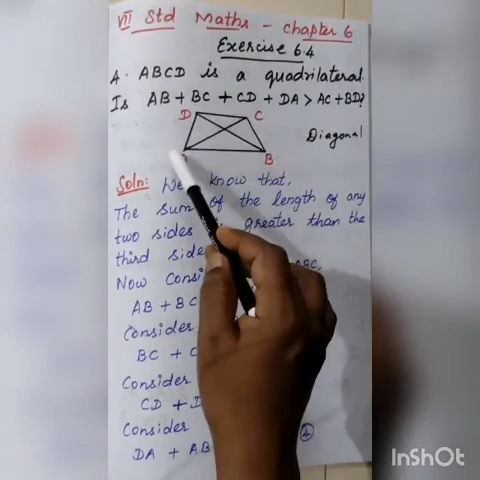 VII Std Maths - Chapter 6
Exercise 6.4
4. ABCD is a quadrilateral.
Is AB + BC + CD + DA > AC + BD?
D C
Diagonal
B
Soln: We know that,
The sum of the length of any
two sides greater than the
third side
Now Consi ABC,
AB + BC
Consider
BC + C
Consider
CD + D
Consider
DA + AB 4
InShOt